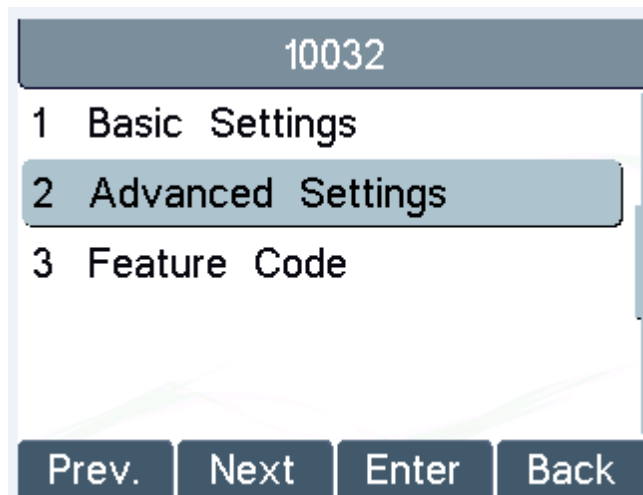 10032
1 Basic Settings
2 Advanced Settings
3 Feature Code
Prev. Next Enter Back